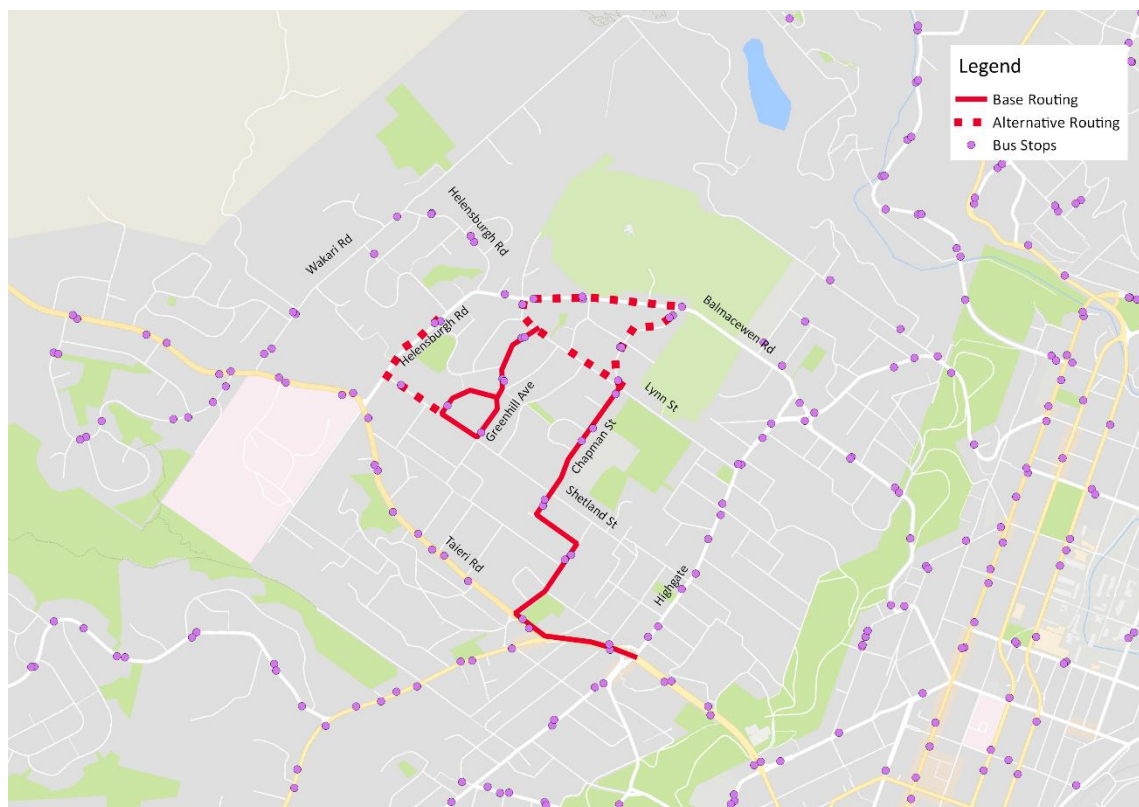 Legend
Base Routing
Alternative Routing
Bus Stops
Helensburgh Rd
Wakari Rd
Balmacewen Rd
Helensburgh Rd
Lynn St
Greenhill Ave
Chapman St
Shetland St
Taieri Rd
Highgate